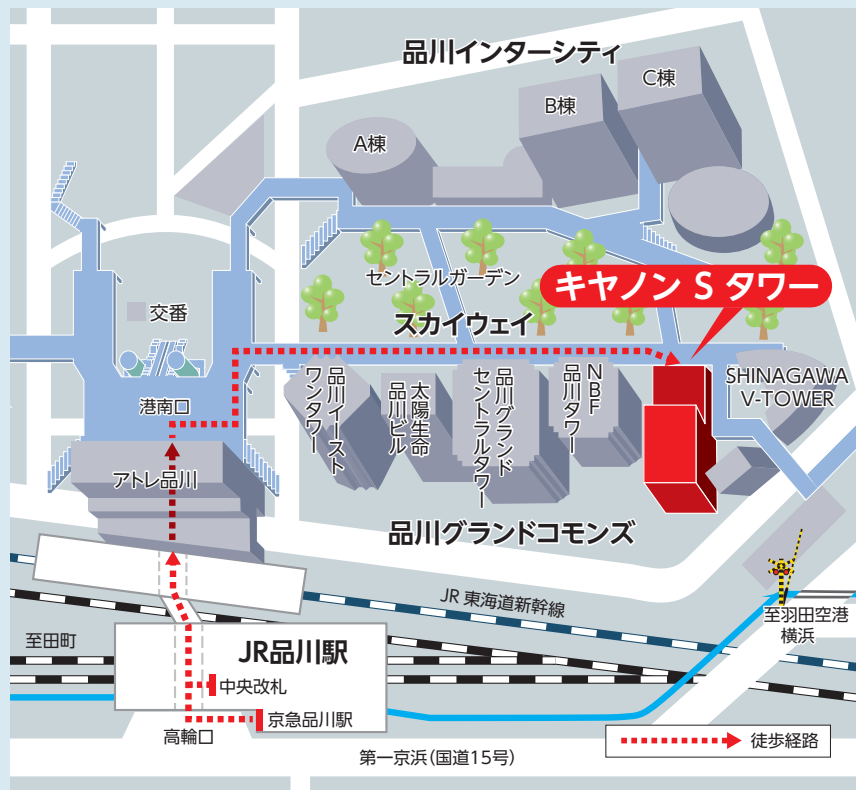 品川インターシティ
C棟
B棟
A棟
セントラルガーデン
キヤノン S タワー
交番
スカイウェイ
港南口
品川イースト
ワンタワー
太陽生命
品川ビル
品川グランド
セントラルタワー
NBF
品川タワー
SHINAGAWA
V-TOWER
アトレ品川
品川グランドコモンズ
JR 東海道新幹線
至羽田空港
横浜
至田町
JR品川駅
中央改札
京急品川駅
高輪口
第一京浜(国道15号)
徒歩経路